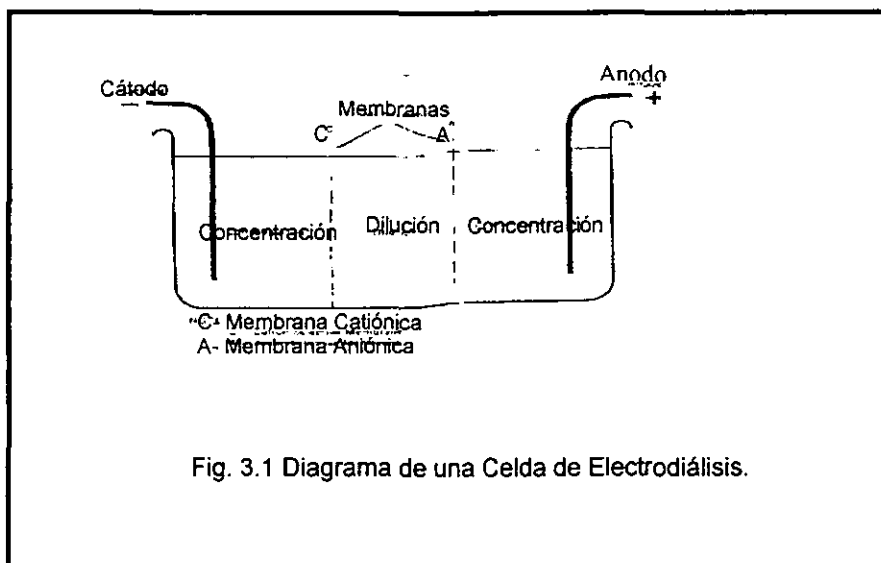 Cátodo
Anodo
−
+
Membranas
C
A
Concentración
Dilución
Concentración
C- Membrana Catiónica
A- Membrana Aniónica
Fig. 3.1 Diagrama de una Celda de Electrodiálisis.